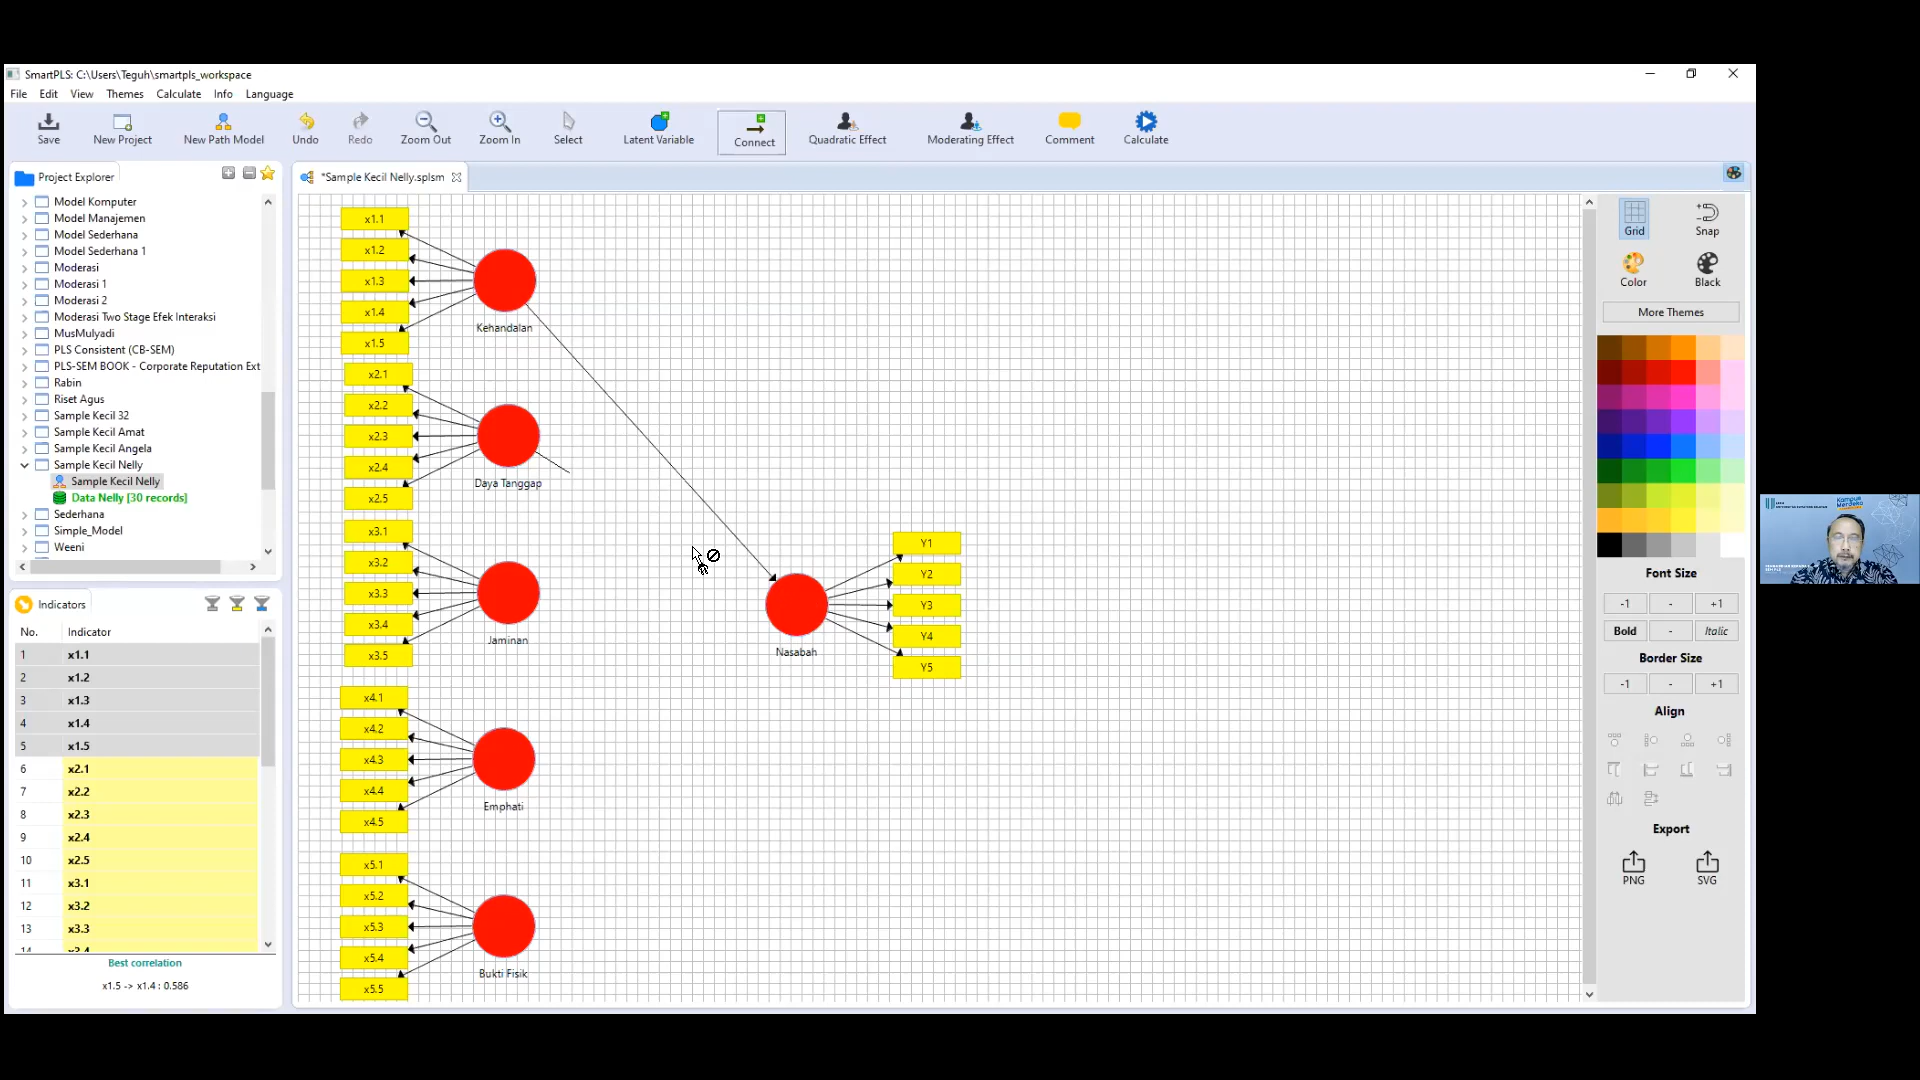 SmartPLS: C:\Users\Teguh\smartpls_workspace
File Edit View Themes Calculate Info Language
Save New Project New Path Model Undo Redo Zoom Out Zoom In Select Latent Variable Connect Quadratic Effect Moderating Effect Comment Calculate
Project Explorer
Model Komputer
Model Manajemen
Model Sederhana
Model Sederhana 1
Moderasi
Moderasi 1
Moderasi 2
Moderasi Two Stage Efek Interaksi
MusMulyadi
PLS Consistent (CB-SEM)
PLS-SEM BOOK - Corporate Reputation Ext
Rabin
Riset Agus
Sample Kecil 32
Sample Kecil Amat
Sample Kecil Angela
Sample Kecil Nelly
Sample Kecil Nelly
Data Nelly [30 records]
Sederhana
Simple_Model
Weeni
Indicators
No. Indicator
1 x1.1
2 x1.2
3 x1.3
4 x1.4
5 x1.5
6 x2.1
7 x2.2
8 x2.3
9 x2.4
10 x2.5
11 x3.1
12 x3.2
13 x3.3
14 x3.4
Best correlation
x1.5 -> x1.4 : 0.586
*Sample Kecil Nelly.splsm
x1.1
x1.2
x1.3
x1.4
x1.5
Kehandalan
x2.1
x2.2
x2.3
x2.4
x2.5
Daya Tanggap
x3.1
x3.2
x3.3
x3.4
x3.5
Jaminan
x4.1
x4.2
x4.3
x4.4
x4.5
Emphati
x5.1
x5.2
x5.3
x5.4
x5.5
Bukti Fisik
Nasabah
Y1
Y2
Y3
Y4
Y5
Grid Snap
Color Black
More Themes
Font Size
-1 - +1
Bold - Italic
Border Size
-1 - +1
Align
Export
PNG SVG
Kampus
Merdeka